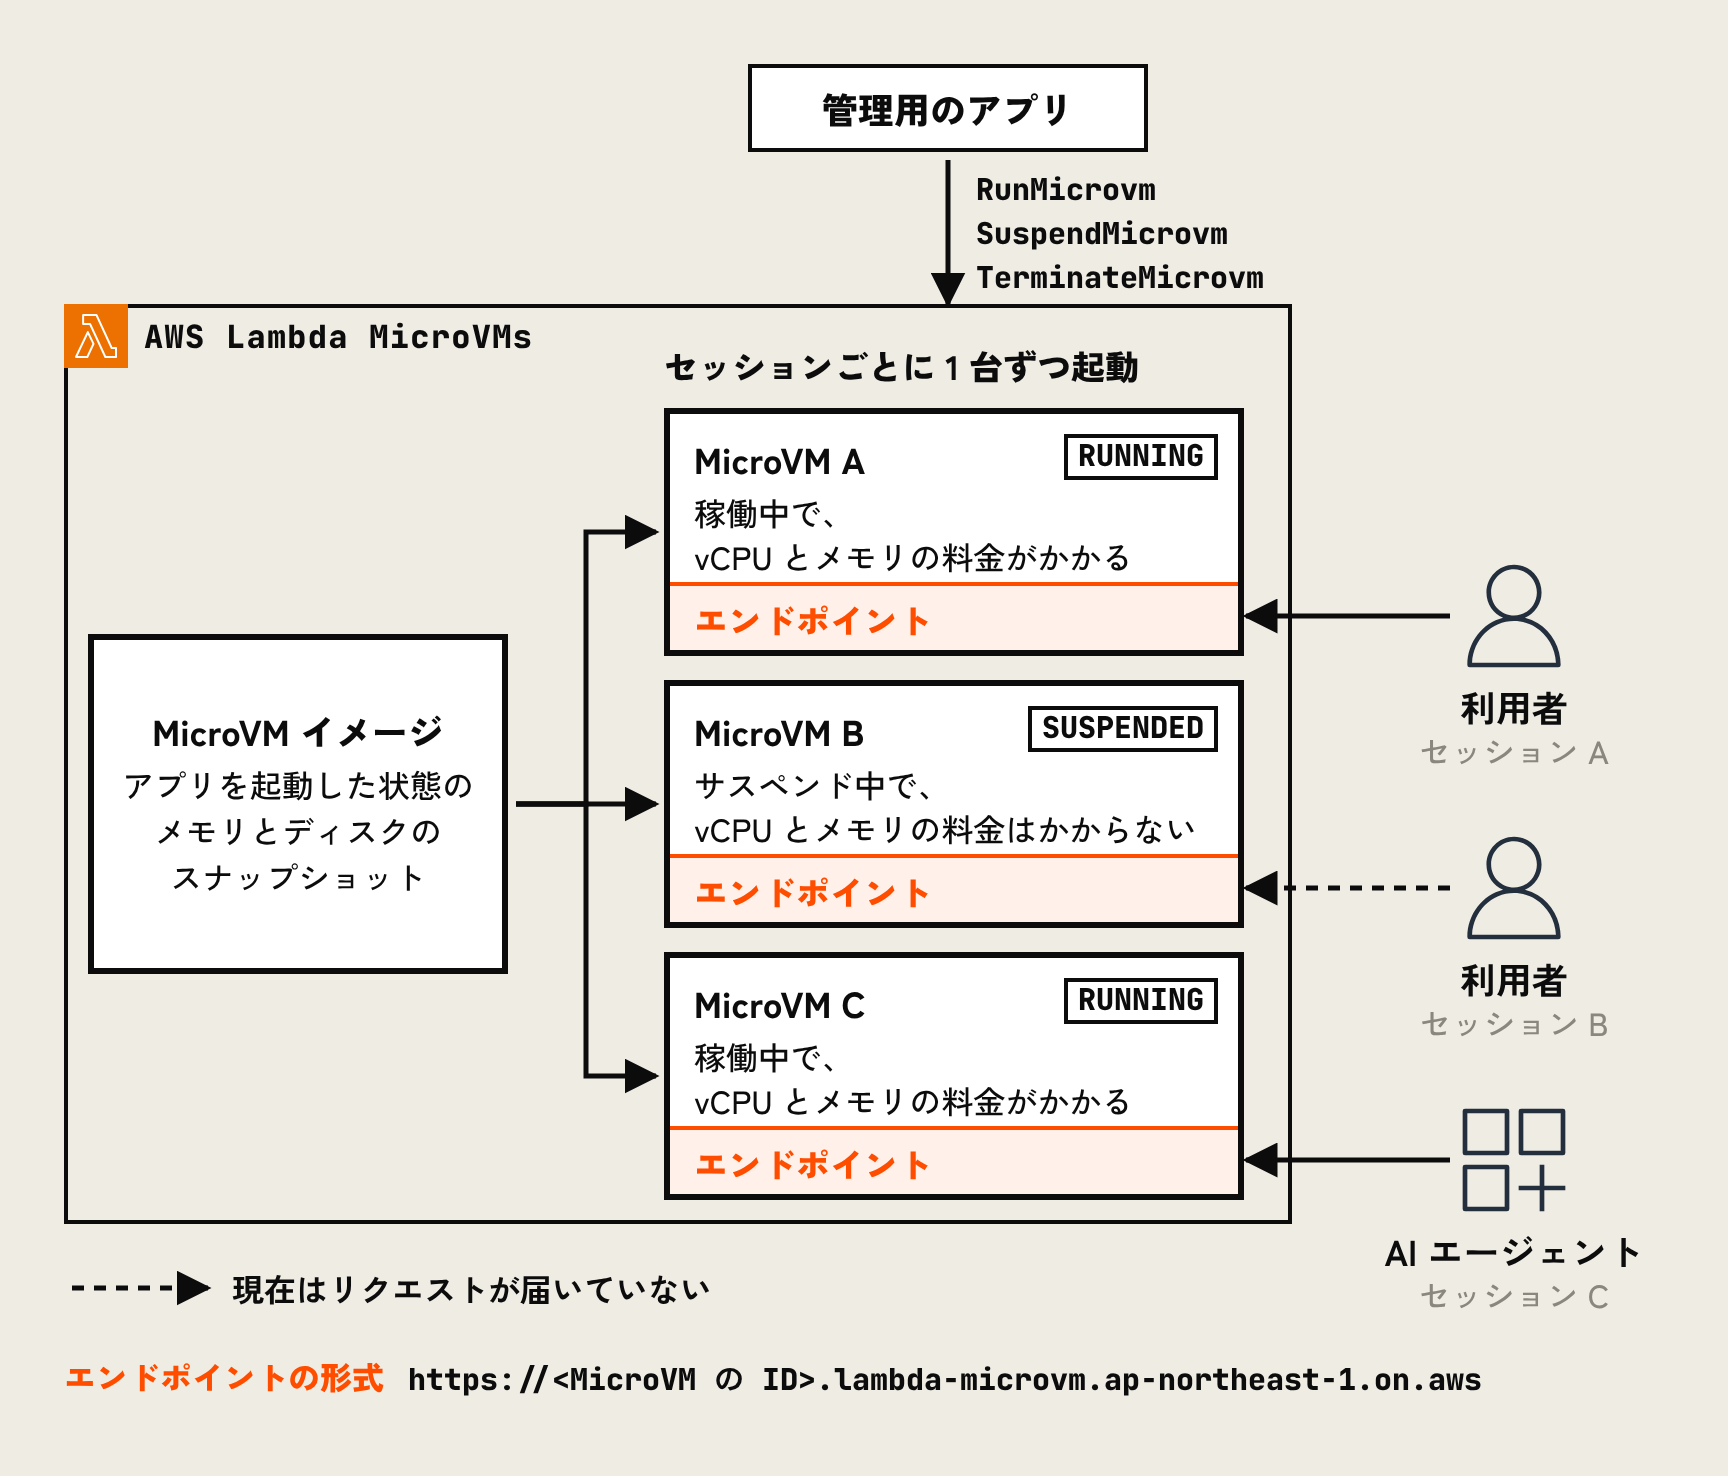 管理用のアプリ
RunMicrovm
SuspendMicrovm
TerminateMicrovm
AWS Lambda MicroVMs
セッションごとに 1 台ずつ起動
MicroVM A
RUNNING
稼働中で、
vCPU とメモリの料金がかかる
エンドポイント
利用者
セッション A
MicroVM イメージ
アプリを起動した状態の
メモリとディスクの
スナップショット
MicroVM B
SUSPENDED
サスペンド中で、
vCPU とメモリの料金はかからない
エンドポイント
利用者
セッション B
MicroVM C
RUNNING
稼働中で、
vCPU とメモリの料金がかかる
エンドポイント
AI エージェント
セッション C
現在はリクエストが届いていない
エンドポイントの形式 https://<MicroVM の ID>.lambda-microvm.ap-northeast-1.on.aws